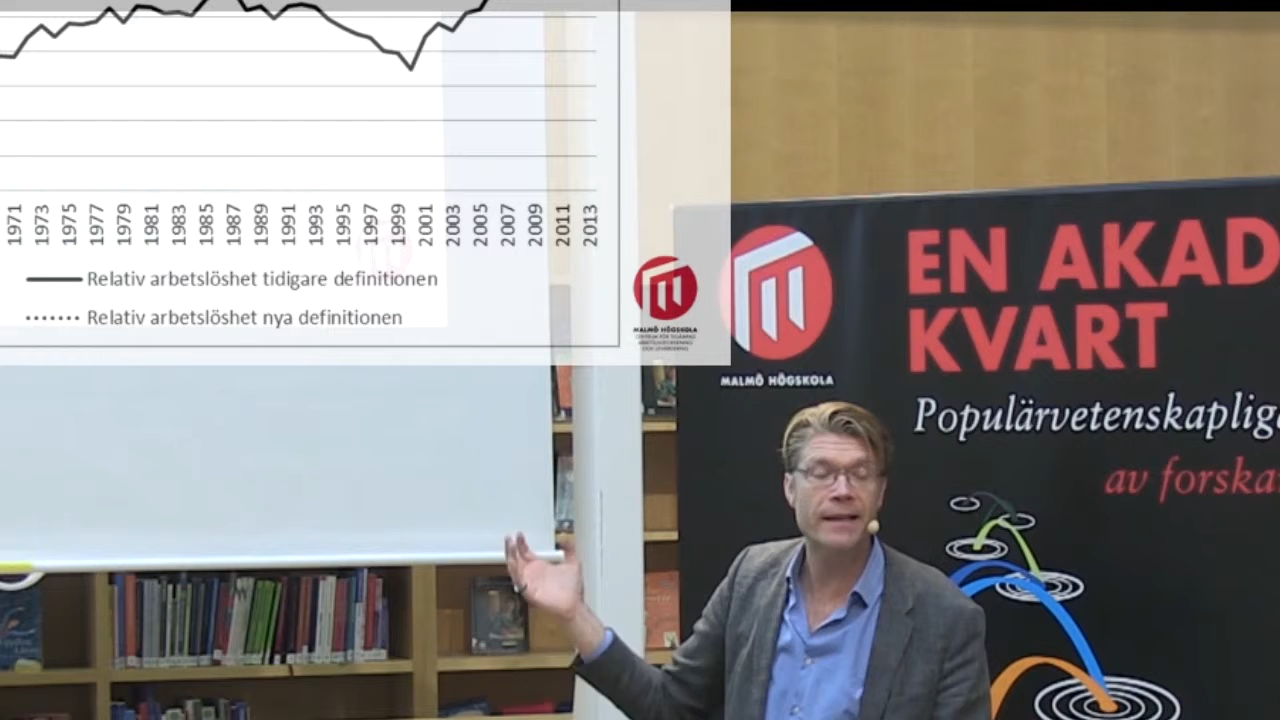 1971 1973 1975 1977 1979 1981 1983 1985 1987 1989 1991 1993 1995 1997 1999 2001 2003 2005 2007 2009 2011 2013
Relativ arbetslöshet tidigare definitionen
Relativ arbetslöshet nya definitionen
MALMÖ HÖGSKOLA
EN AKAD
KVART
MALMÖ HÖGSKOLA
Populärvetenskaplig
av forska